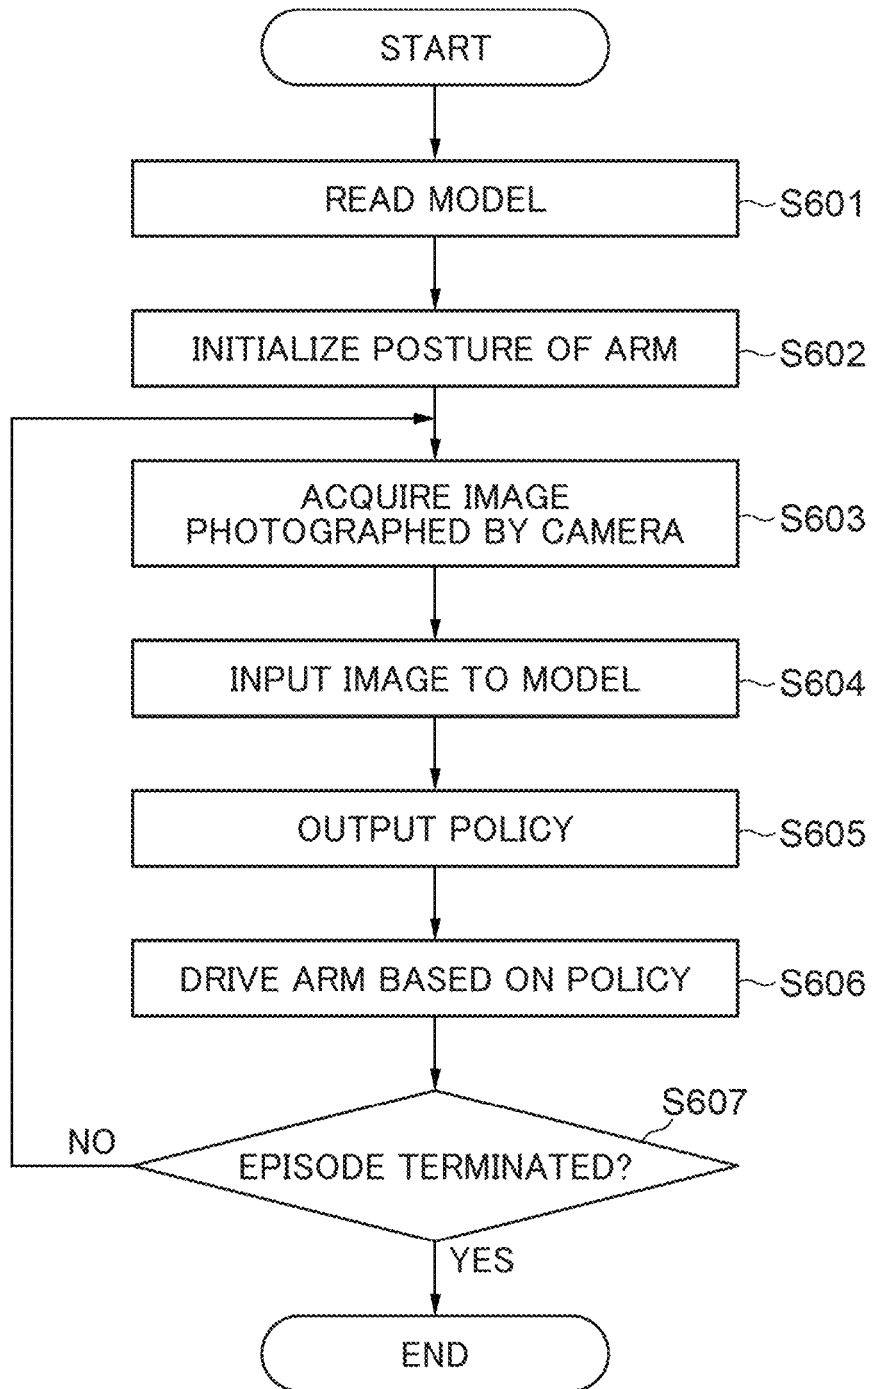 START
READ MODEL
S601
INITIALIZE POSTURE OF ARM
S602
ACQUIRE IMAGE
PHOTOGRAPHED BY CAMERA
S603
INPUT IMAGE TO MODEL
S604
OUTPUT POLICY
S605
DRIVE ARM BASED ON POLICY
S606
S607
NO
EPISODE TERMINATED?
YES
END